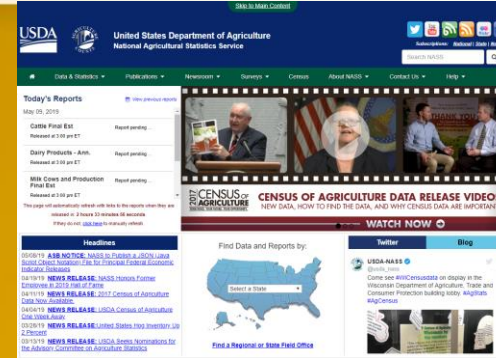 Skip to Main Content
USDA
United States Department of Agriculture
National Agricultural Statistics Service
Subscriptions: National | State |
Search NASS
Data & Statistics
Publications
Newsroom
Surveys
Census
About NASS
Contact Us
Help
Today's Reports
View previous reports
May 09, 2019
Cattle Final Est
Report pending...
Released at 3:00 pm ET
Dairy Products - Ann.
Report pending...
Released at 3:00 pm ET
Milk Cows and Production Final Est
Report pending...
Released at 3:00 pm ET
This page will automatically refresh with links to the reports when they are
released in 2 hours 33 minutes
If they do not, click here to manually refresh.
THANK YOU
2017 CENSUS OF AGRICULTURE
CENSUS OF AGRICULTURE DATA RELEASE VIDEO
NEW DATA, HOW TO FIND THE DATA, AND WHY CENSUS DATA ARE IMPORTAN
WATCH NOW
Headlines
05/08/19 ASB NOTICE: NASS to Publish a JSON (Java
Script Object Notation) File for Principal Federal Economic
Indicator Releases
04/19/19 NEWS RELEASE: NASS Honors Former
Employee in 2019 Hall of Fame
04/11/19 NEWS RELEASE: 2017 Census of Agriculture
Data Now Available
04/04/19 NEWS RELEASE: USDA Census of Agriculture
One Week Away
03/28/19 NEWS RELEASE: United States Hog Inventory Up
2 Percent
03/13/19 NEWS RELEASE: USDA Seeks Nominations for
the Advisory Committee on Agriculture Statistics
Find Data and Reports by:
Select a State
Find a Regional or State Field Office
Twitter
Blog
USDA-NASS
@usda_nass
Come see #WICensusdata on display in the
Wisconsin Department of Agriculture, Trade and
Consumer Protection building lobby. #AgStats
#AgCensus